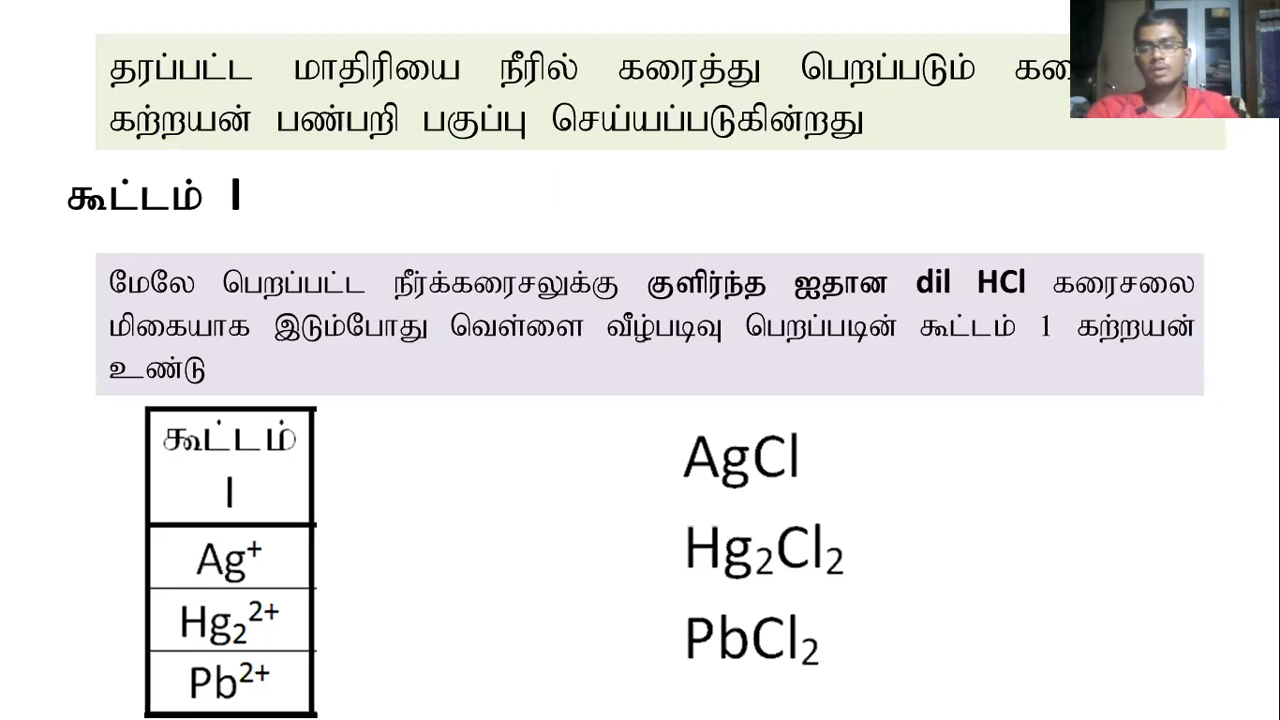 தரப்பட்ட மாதிரியை நீரில் கரைத்து பெறப்படும்
கற்றயன் பண்பறி பகுப்பு செய்யப்படுகின்றது
கூட்டம் I
மேலே பெறப்பட்ட நீர்க்கரைசலுக்கு குளிர்ந்த ஐதான dil HCl கரைசலை
மிகையாக இடும்போது வெள்ளை வீழ்படிவு பெறப்படின் கூட்டம் 1 கற்றயன்
உண்டு
கூட்டம்
I
Ag⁺
Hg₂²⁺
Pb²⁺
AgCl
Hg₂Cl₂
PbCl₂